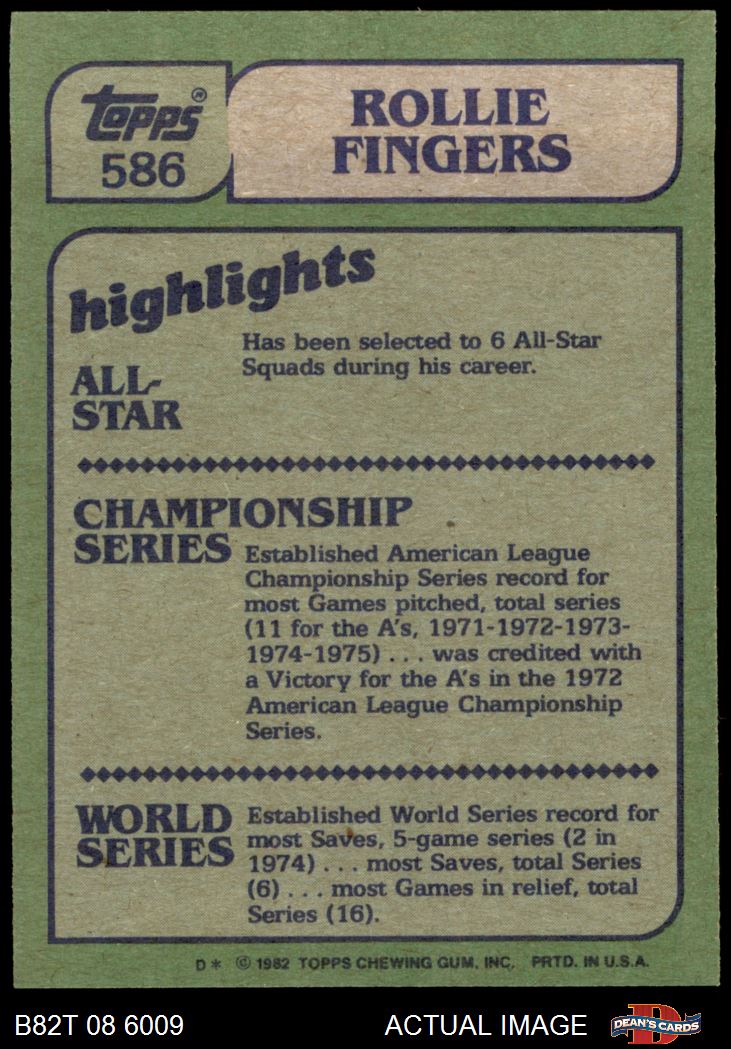 topps®
586
ROLLIE
FINGERS
highlights
ALL-
STAR
Has been selected to 6 All-Star
Squads during his career.
CHAMPIONSHIP
SERIES
Established American League
Championship Series record for
most Games pitched, total series
(11 for the A's, 1971-1972-1973-
1974-1975) . . . was credited with
a Victory for the A's in the 1972
American League Championship
Series.
WORLD
SERIES
Established World Series record for
most Saves, 5-game series (2 in
1974) . . . most Saves, total Series
(6) . . . most Games in relief, total
Series (16).
D* © 1982 TOPPS CHEWING GUM, INC. PRTD. IN U.S.A.
B82T 08 6009
ACTUAL IMAGE
D
DEAN'S CARDS